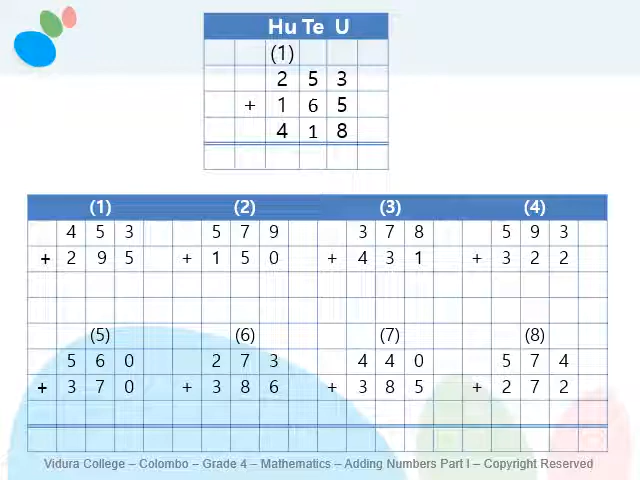 Hu Te U
(1)
2 5 3
+ 1 6 5
4 1 8
(1) (2) (3) (4)
4 5 3 5 7 9 3 7 8 5 9 3
+ 2 9 5 + 1 5 0 + 4 3 1 + 3 2 2
(5) (6) (7) (8)
5 6 0 2 7 3 4 4 0 5 7 4
+ 3 7 0 + 3 8 6 + 3 8 5 + 2 7 2
Vidura College – Colombo – Grade 4 – Mathematics – Adding Numbers Part I – Copyright Reserved